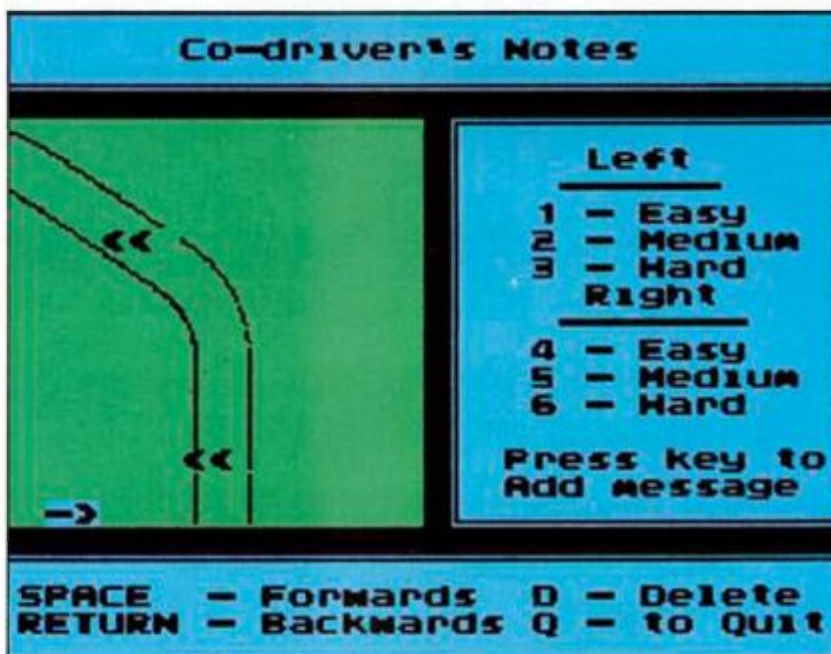 Co-driver's Notes
Left
1 - Easy
2 - Medium
3 - Hard
Right
4 - Easy
5 - Medium
6 - Hard
Press key to
Add message
<<
<<
->
SPACE - Forwards D - Delete
RETURN - Backwards Q - to Quit